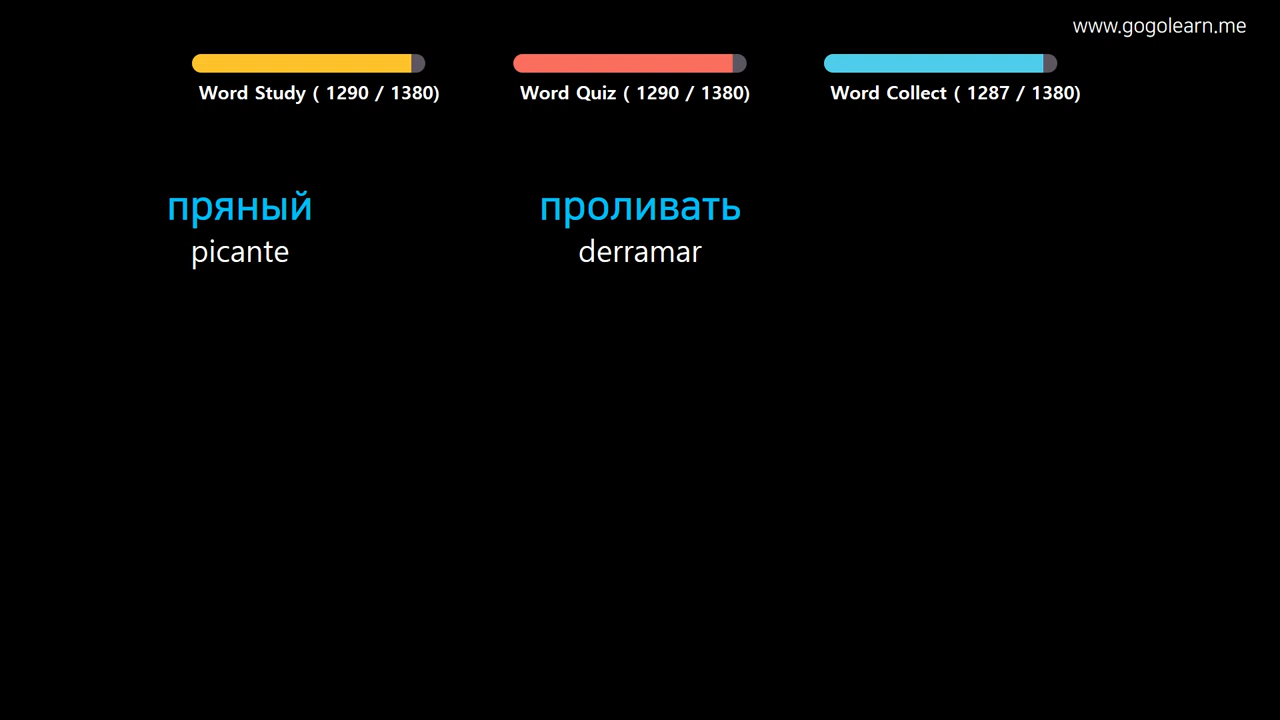 www.gogolearn.me
Word Study ( 1290 / 1380)
Word Quiz ( 1290 / 1380)
Word Collect ( 1287 / 1380)
пряный
picante
проливать
derramar